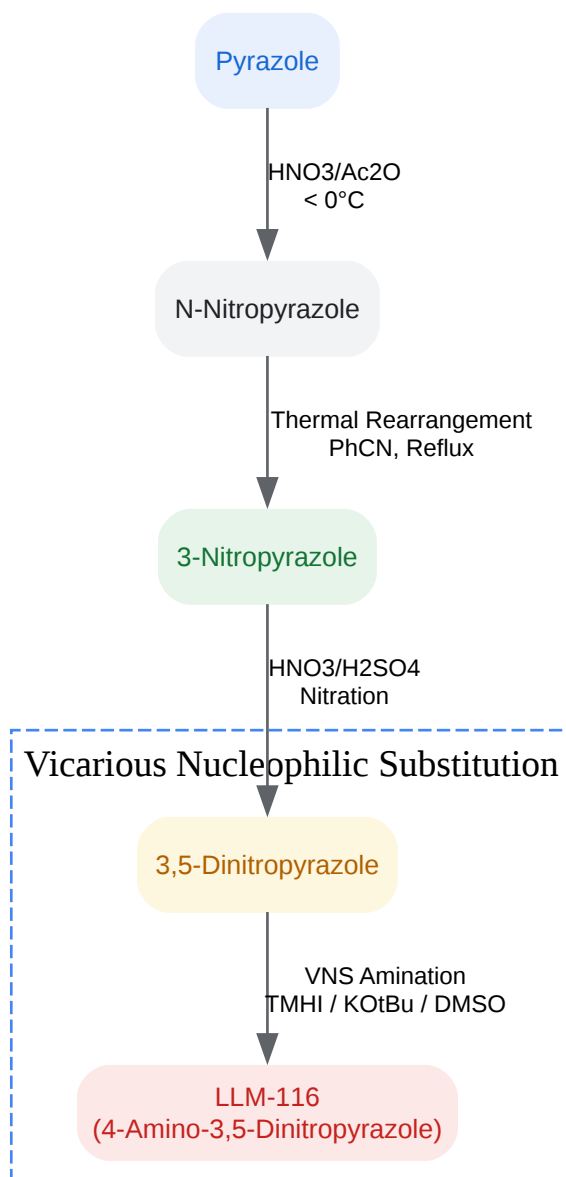 Pyrazole
HNO3/Ac2O
< 0°C
N-Nitropyrazole
Thermal Rearrangement
PhCN, Reflux
3-Nitropyrazole
HNO3/H2SO4
Nitration
Vicarious Nucleophilic Substitution
3,5-Dinitropyrazole
VNS Amination
TMHI / KOtBu / DMSO
LLM-116
(4-Amino-3,5-Dinitropyrazole)